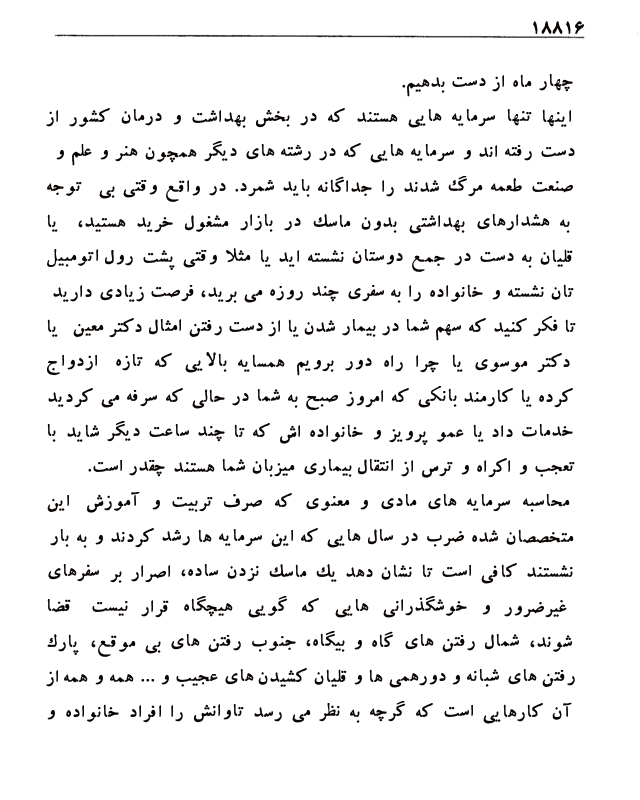 ۱۸۸۱۶
چهار ماه از دست بدهیم.
اینها تنها سرمایه هایی هستند که در بخش بهداشت و درمان کشور از
دست رفته اند و سرمایه هایی که در رشته های دیگر همچون هنر و علم و
صنعت طعمه مرگ شدند را جداگانه باید شمرد. در واقع وقتی بی توجه
به هشدارهای بهداشتی بدون ماسک در بازار مشغول خرید هستید، یا
قلیان به دست در جمع دوستان نشسته اید یا مثلا وقتی پشت رول اتومبیل
تان نشسته و خانواده را به سفری چند روزه می برید، فرصت زیادی دارید
تا فکر کنید که سهم شما در بیمار شدن یا از دست رفتن امثال دکتر معین یا
دکتر موسوی یا چرا راه دور برویم همسایه بالایی که تازه ازدواج
کرده یا کارمند بانکی که امروز صبح به شما در حالی که سرفه می کردید
خدمات داد یا عمو پرویز و خانواده اش که تا چند ساعت دیگر شاید با
تعجب و اکراه و ترس از انتقال بیماری میزبان شما هستند چقدر است.
محاسبه سرمایه های مادی و معنوی که صرف تربیت و آموزش این
متخصصان شده ضرب در سال هایی که این سرمایه ها رشد کردند و به بار
نشستند کافی است تا نشان دهد یک ماسک نزدن ساده، اصرار بر سفرهای
غیرضرور و خوشگذرانی هایی که گویی هیچگاه قرار نیست قضا
شوند، شمال رفتن های گاه و بیگاه، جنوب رفتن های بی موقع، پارک
رفتن های شبانه و دورهمی ها و قلیان کشیدن های عجیب و ... همه و همه از
آن کارهایی است که گرچه به نظر می رسد تاوانش را افراد خانواده و